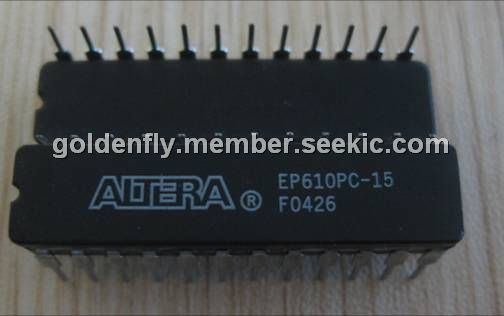 goldenfly.member.seekic.com
ALTERA ® EP610PC-15
F0426